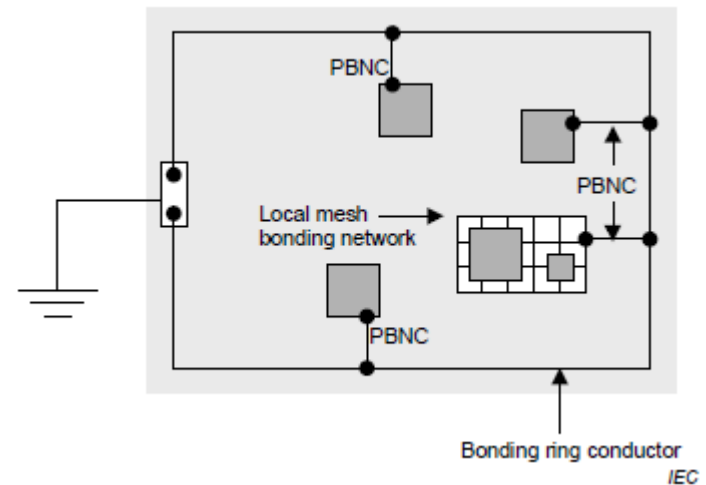 PBNC
PBNC
Local mesh
bonding network
PBNC
Bonding ring conductor
IEC